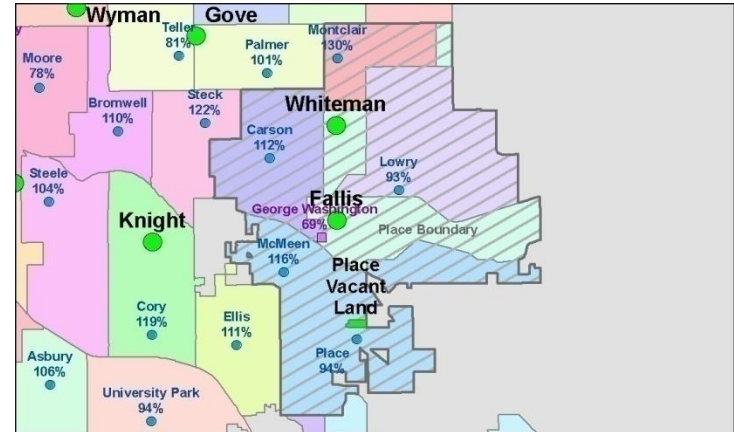 Wyman
Gove
Teller
81%
Montclair
130%
y
Moore
78%
Palmer
101%
Steck
122%
Bromwell
110%
Whiteman
Carson
112%
Lowry
93%
Steele
104%
Fallis
George Washington
69%
Knight
Place Boundary
McMeen
116%
Place
Vacant
Land
Cory
119%
Ellis
111%
Asbury
106%
Place
94%
University Park
94%